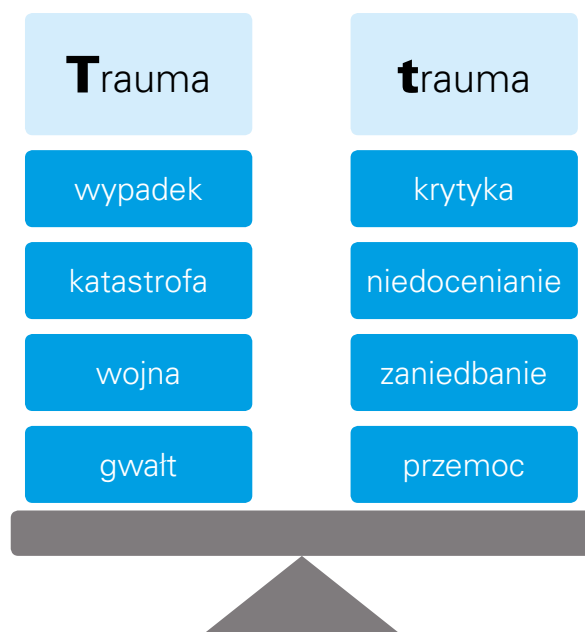 Trauma
wypadek
katastrofa
wojna
gwałt
trauma
krytyka
niedocenianie
zaniedbanie
przemoc